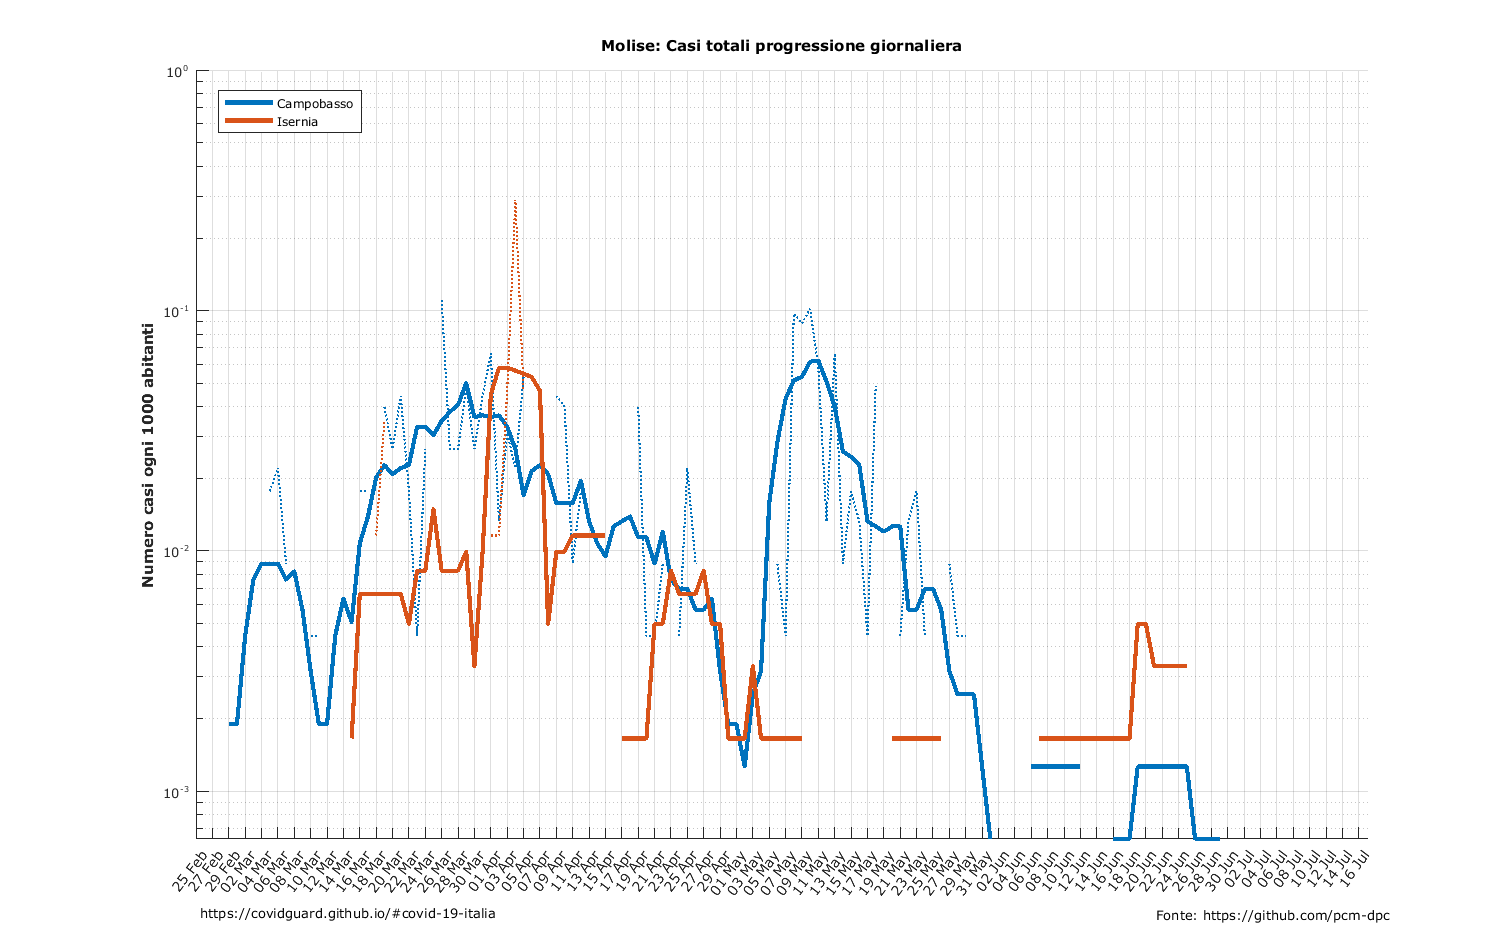 Molise: Casi totali progressione giornaliera
10^0
10^-1
10^-2
10^-3
Numero casi ogni 1000 abitanti
Campobasso
Isernia
25 Feb
27 Feb
29 Feb
02 Mar
04 Mar
06 Mar
08 Mar
10 Mar
12 Mar
14 Mar
16 Mar
18 Mar
20 Mar
22 Mar
24 Mar
26 Mar
28 Mar
30 Mar
01 Apr
03 Apr
05 Apr
07 Apr
09 Apr
11 Apr
13 Apr
15 Apr
17 Apr
19 Apr
21 Apr
23 Apr
25 Apr
27 Apr
29 Apr
01 May
03 May
05 May
07 May
09 May
11 May
13 May
15 May
17 May
19 May
21 May
23 May
25 May
27 May
29 May
31 May
02 Jun
04 Jun
06 Jun
08 Jun
10 Jun
12 Jun
14 Jun
16 Jun
18 Jun
20 Jun
22 Jun
24 Jun
26 Jun
28 Jun
30 Jun
02 Jul
04 Jul
06 Jul
08 Jul
10 Jul
12 Jul
14 Jul
16 Jul
https://covidguard.github.io/#covid-19-italia
Fonte: https://github.com/pcm-dpc